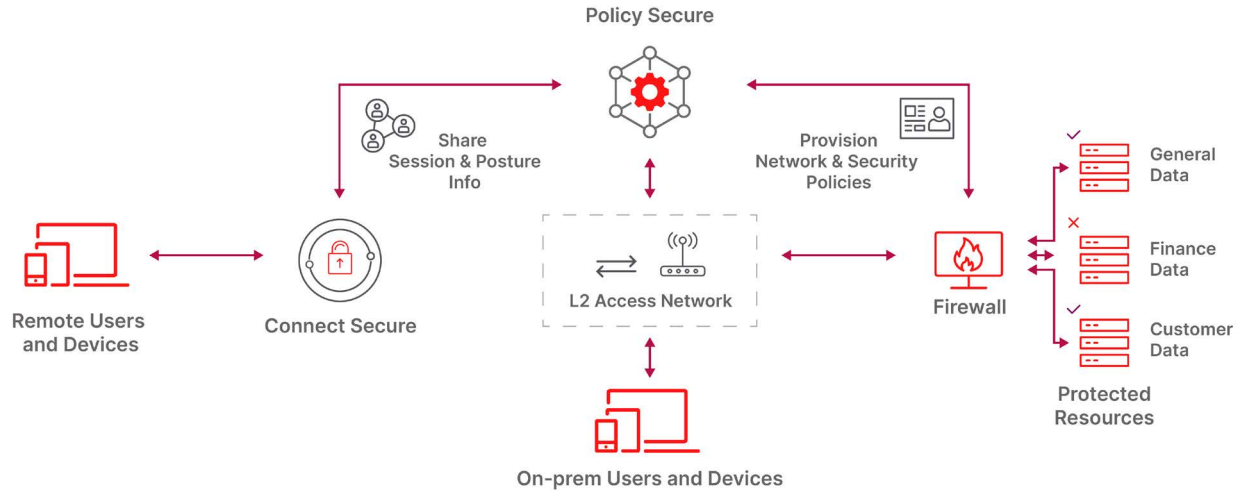 Policy Secure
Share
Session & Posture
Info
Provision
Network & Security
Policies
General
Data
Finance
Data
L2 Access Network
Firewall
Remote Users
and Devices
Connect Secure
Customer
Data
Protected
Resources
On-prem Users and Devices